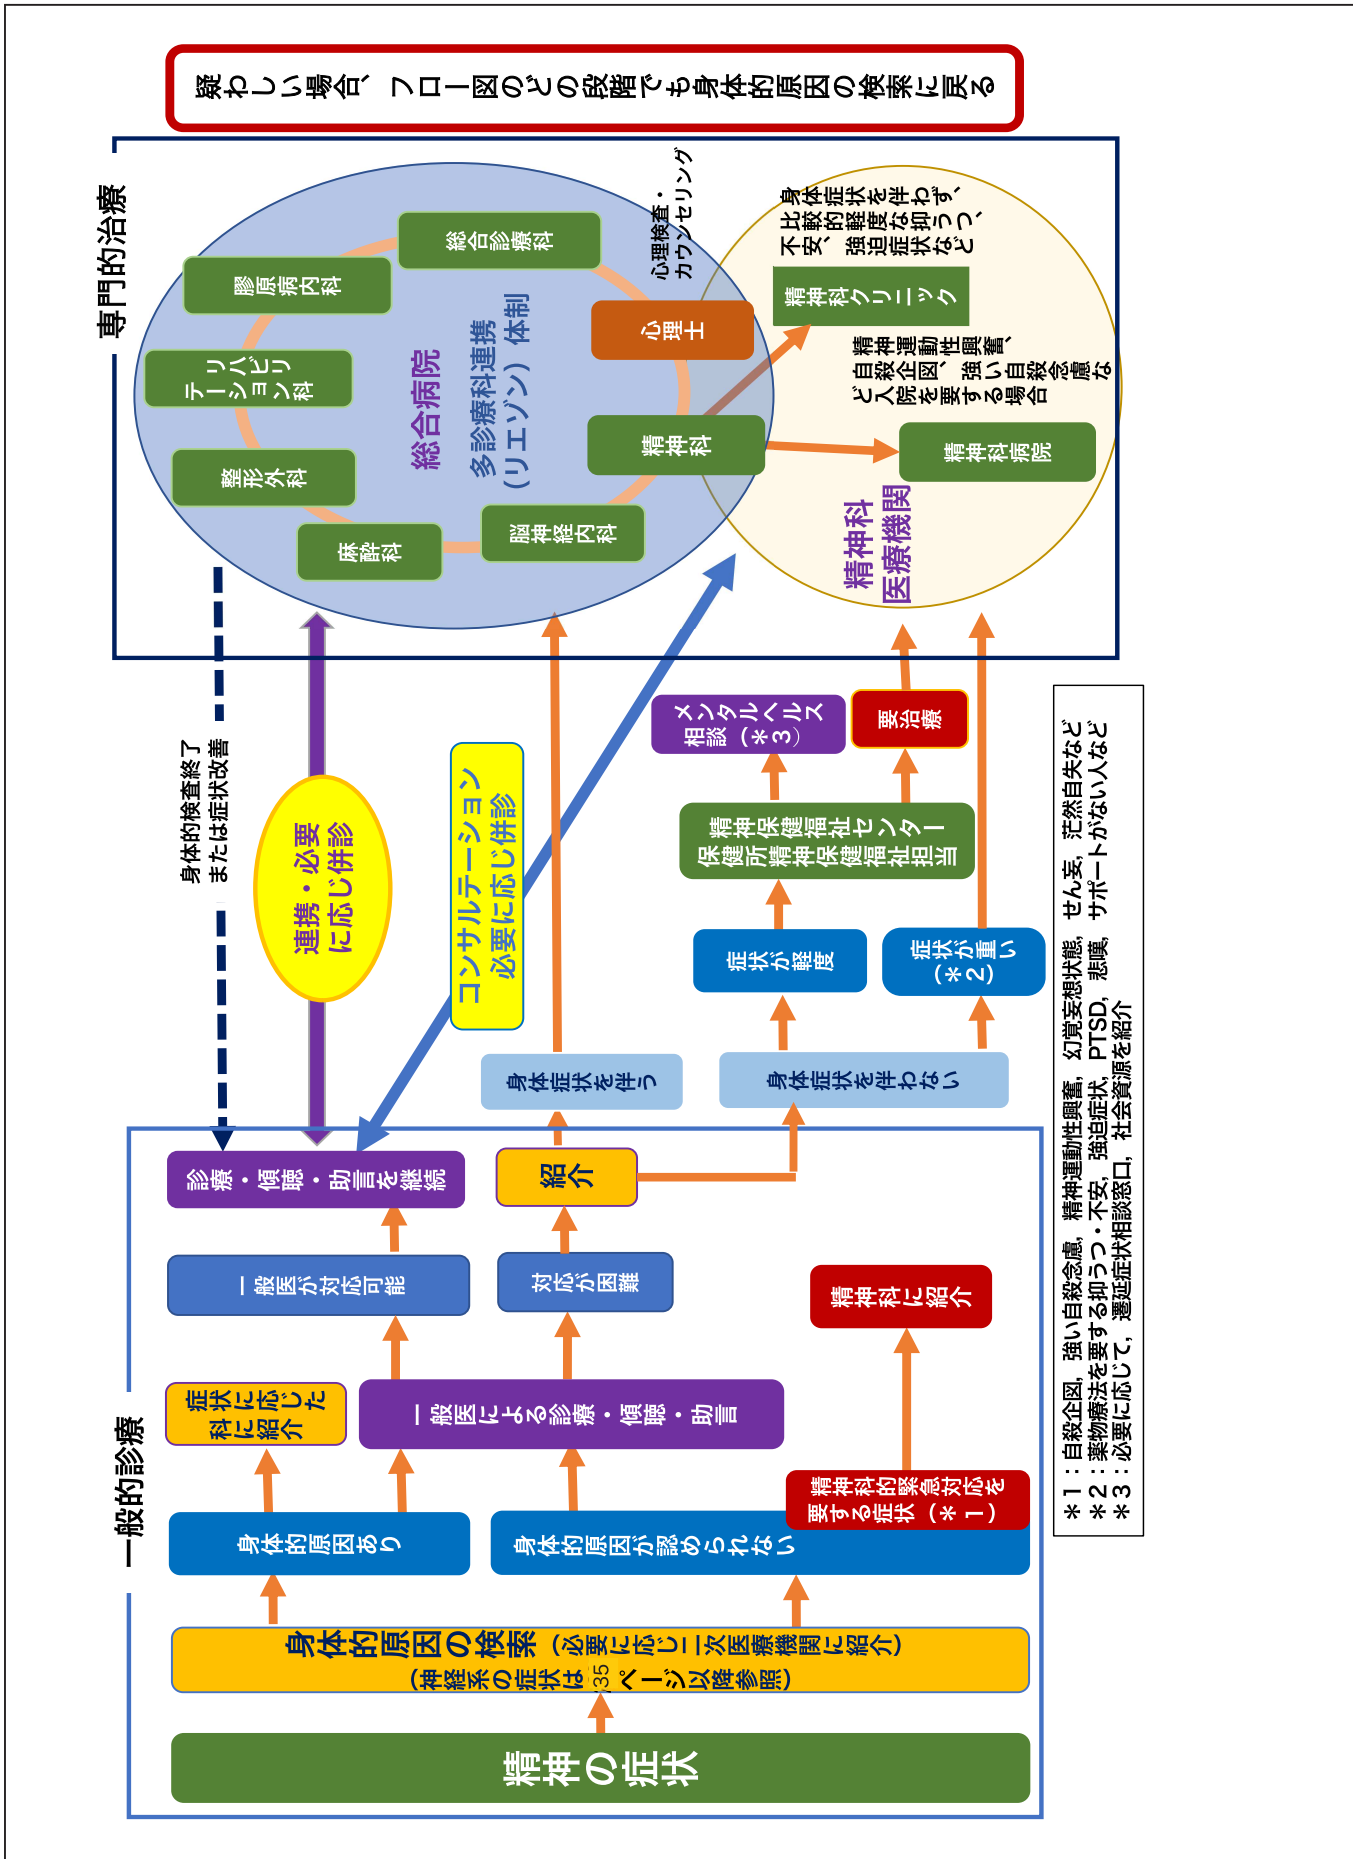 一般的診療
精神の症状
身体的原因の検索（必要に応じ二次医療機関に紹介）
（神経系の症状は35ページ以降参照）
身体的原因あり
身体的原因が認められない
精神科的緊急対応を
要する症状（＊１）
症状に応じた
科に紹介
一般医による診療・傾聴・助言
精神科に紹介
一般医が対応可能
対応が困難
診療・傾聴・助言を継続
紹介
身体症状を伴う
身体症状を伴わない
症状が軽度
症状が重い
（＊２）
精神保健福祉センター
保健所精神保健福祉担当
メンタルヘルス
相談（＊３）
要治療
身体的検査終了
または症状改善
連携・必要
に応じ併診
コンサルテーション
必要に応じ併診
専門的治療
総合病院
多診療科連携
（リエゾン）体制
膠原病内科
リハビリ
テーション科
整形外科
麻酔科
脳神経内科
総合診療科
心理士
精神科
心理検査・
カウンセリング
精神科
医療機関
身体症状を伴わず、
比較的軽度な抑うつ、
不安、強迫症状など
精神科クリニック
精神運動性興奮、
自殺企図、強い自殺念慮な
ど入院を要する場合
精神科病院
疑わしい場合、フロー図のどの段階でも身体的原因の検索に戻る
＊１：自殺企図，強い自殺念慮，精神運動性興奮，幻覚妄想状態，せん妄，茫然自失など
＊２：薬物療法を要する抑うつ・不安，強迫症状，PTSD，悲嘆，サポートがない人など
＊３：必要に応じて，遷延症状相談窓口，社会資源を紹介